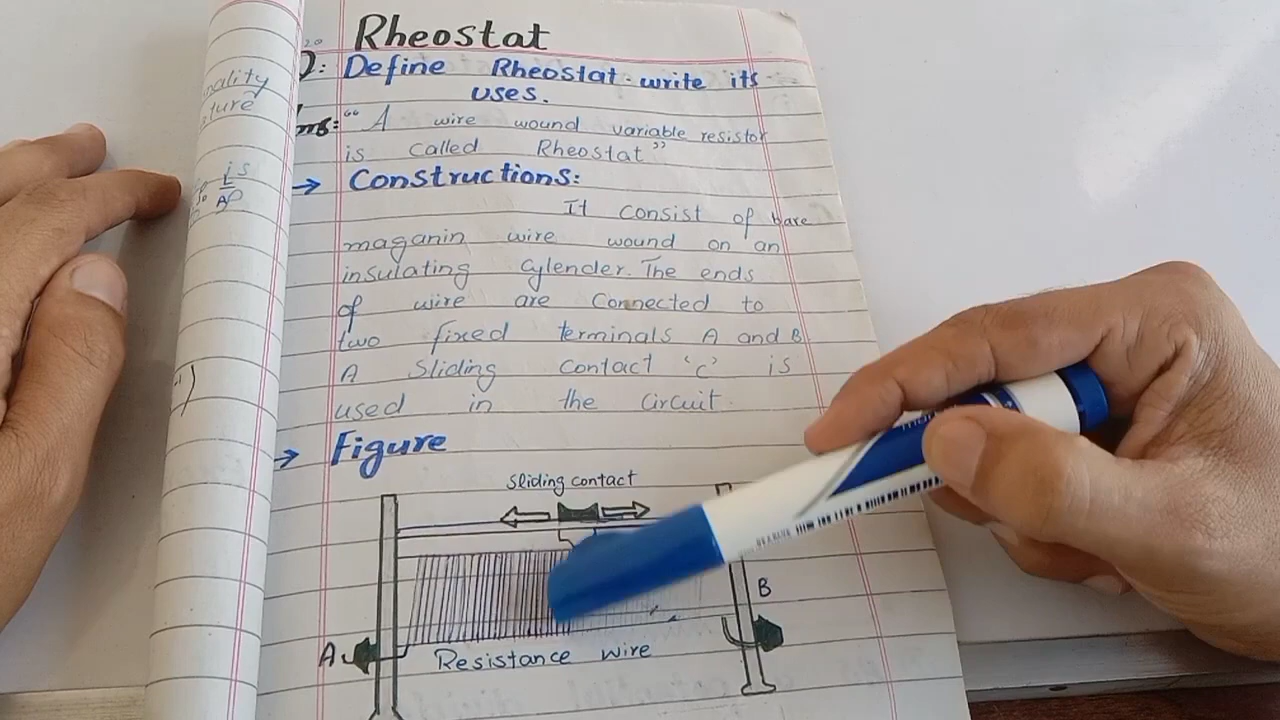 Rheostat
Define Rheostat. write its
uses.
Ans: "A wire wound variable resistor
is called Rheostat"
→ Constructions:
It consist of bare
maganin wire wound on an
insulating Cylender. The ends
of wire are Connected to
two fixed terminals A and B.
A Sliding Contact 'C' is
used in the Circuit.
→ Figure
Sliding contact
B
A
Resistance wire